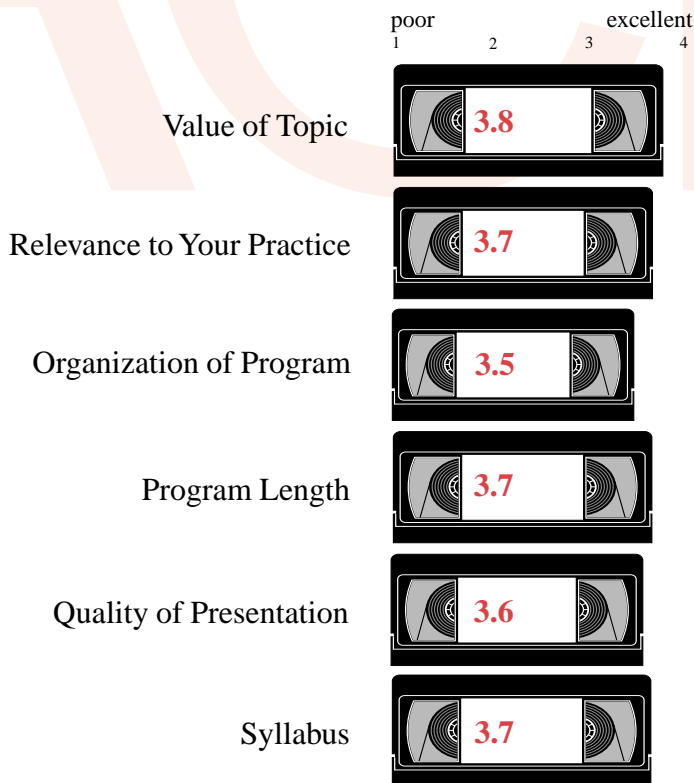 poor excellent
1 2 3 4
Value of Topic 3.8
Relevance to Your Practice 3.7
Organization of Program 3.5
Program Length 3.7
Quality of Presentation 3.6
Syllabus 3.7